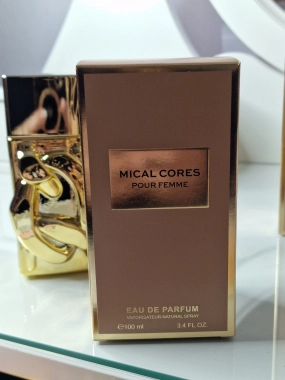 MICAL CORES
POUR FEMME
EAU DE PARFUM
VAPORISATEUR-NATURAL SPRAY
℮100 ml 3.4 FL OZ.